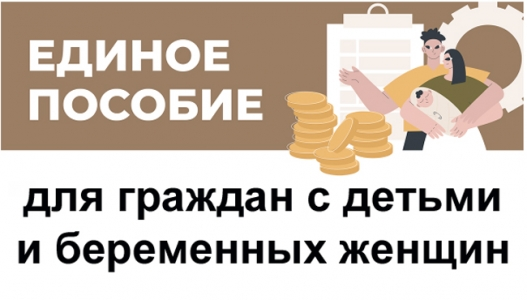 ЕДИНОЕ
ПОСОБИЕ
для граждан с детьми
и беременных женщин